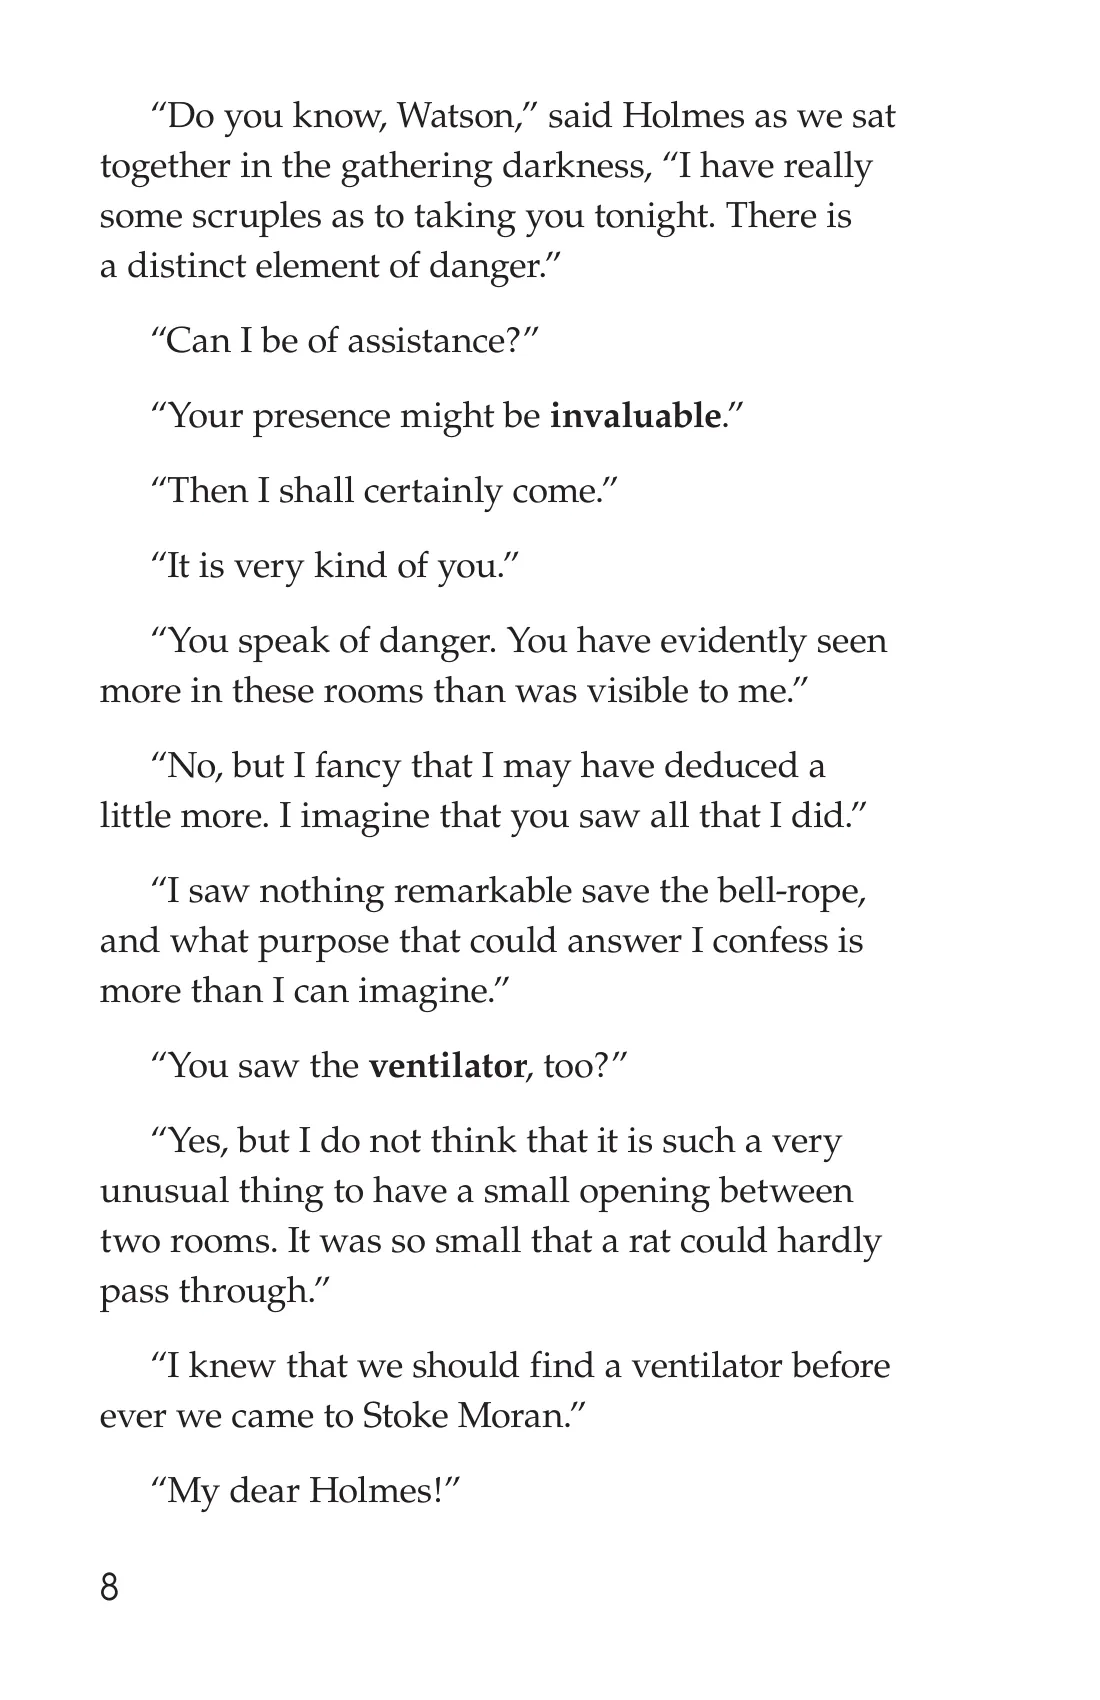 “Do you know, Watson,” said Holmes as we sat
together in the gathering darkness, “I have really
some scruples as to taking you tonight. There is
a distinct element of danger.”
“Can I be of assistance?”
“Your presence might be invaluable.”
“Then I shall certainly come.”
“It is very kind of you.”
“You speak of danger. You have evidently seen
more in these rooms than was visible to me.”
“No, but I fancy that I may have deduced a
little more. I imagine that you saw all that I did.”
“I saw nothing remarkable save the bell-rope,
and what purpose that could answer I confess is
more than I can imagine.”
“You saw the ventilator, too?”
“Yes, but I do not think that it is such a very
unusual thing to have a small opening between
two rooms. It was so small that a rat could hardly
pass through.”
“I knew that we should find a ventilator before
ever we came to Stoke Moran.”
“My dear Holmes!”
8